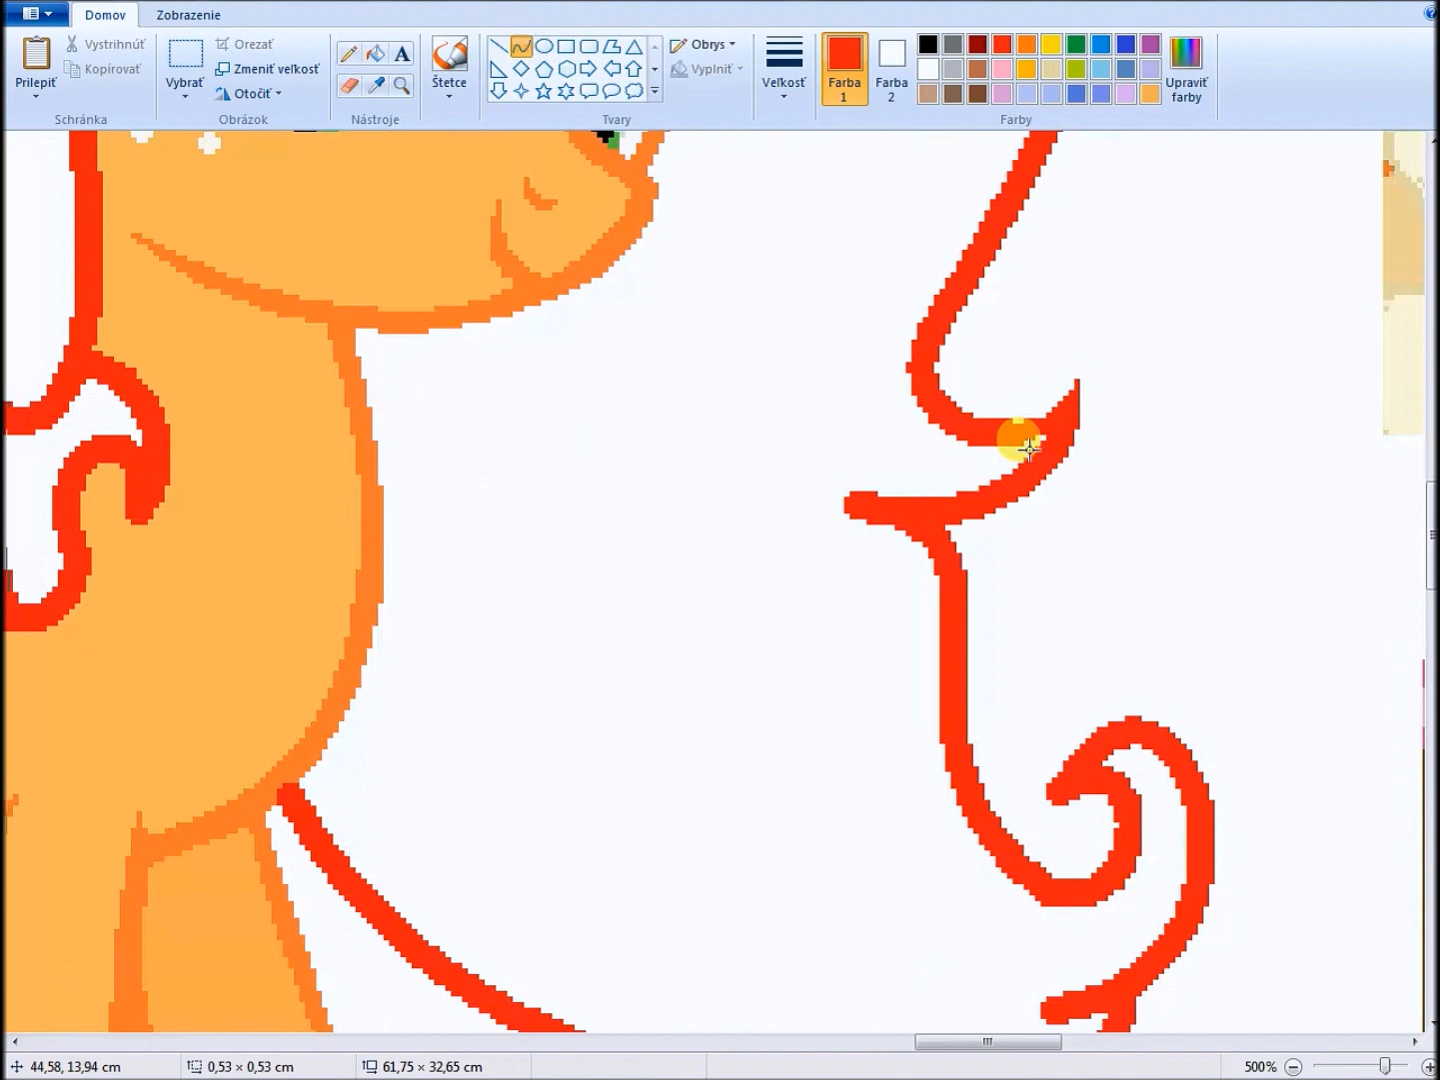 Domov Zobrazenie
Prilepiť
Vystrihnúť
Kopírovať
Schránka
Vybrať
Orezať
Zmeniť veľkosť
Otočiť
Obrázok
A
Nástroje
Štetce
Obrys
Vyplniť
Tvary
Veľkosť
Farba
1
Farba
2
Upraviť
farby
Farby
44,58, 13,94 cm 0,53 × 0,53 cm 61,75 × 32,65 cm 500%